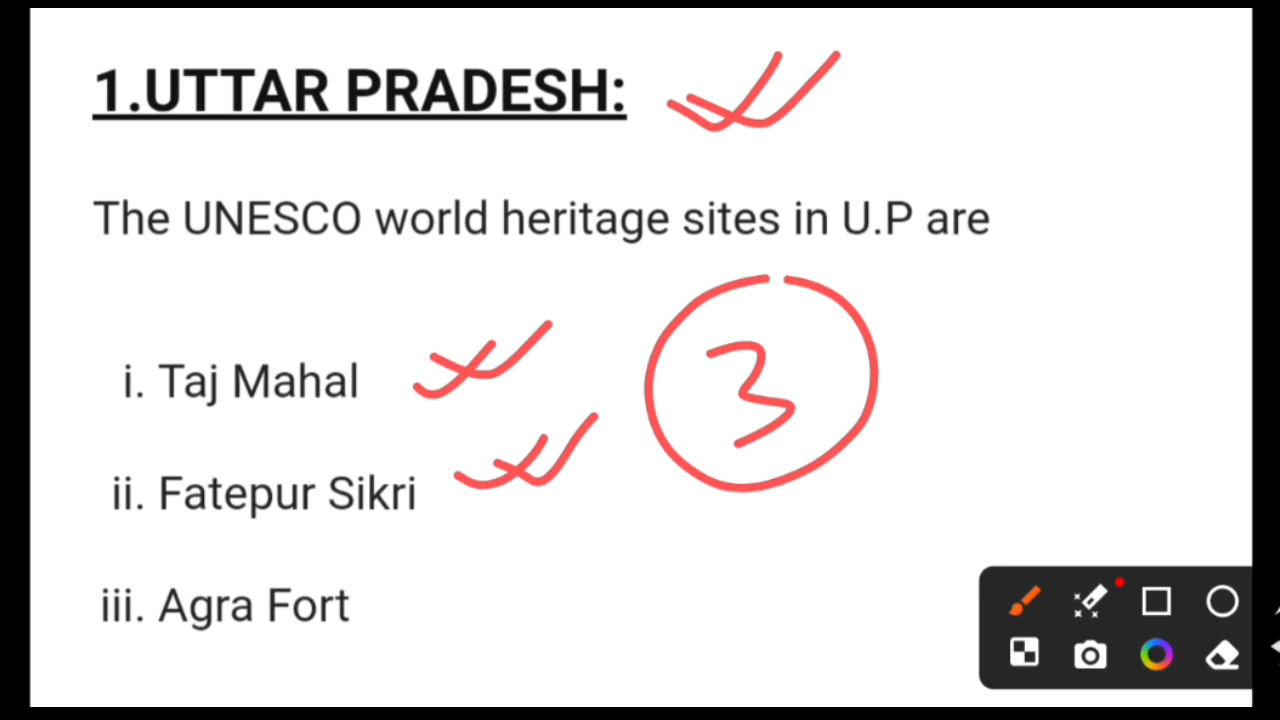 1.UTTAR PRADESH:
The UNESCO world heritage sites in U.P are
i. Taj Mahal
3
ii. Fatepur Sikri
iii. Agra Fort